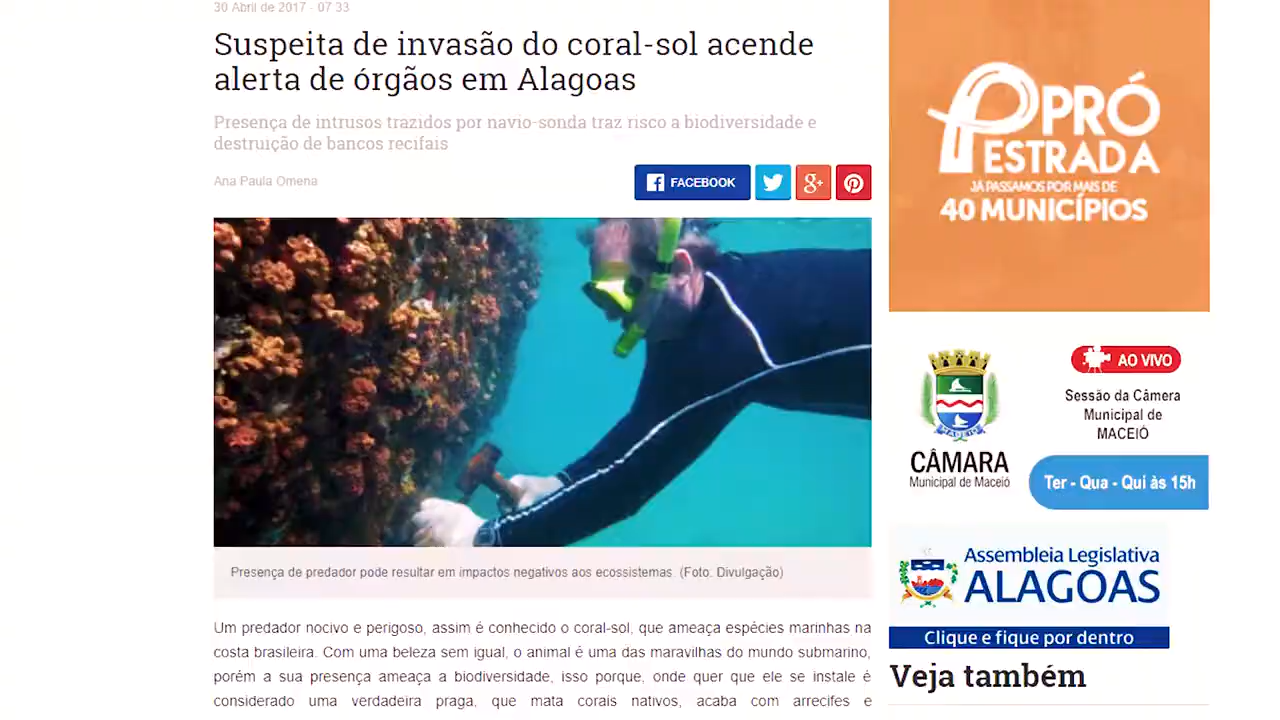 30 Abril de 2017 - 07 33
Suspeita de invasão do coral-sol acende
alerta de órgãos em Alagoas
Presença de intrusos trazidos por navio-sonda traz risco a biodiversidade e
destruição de bancos recifais
Ana Paula Omena
FACEBOOK
g+
Presença de predador pode resultar em impactos negativos aos ecossistemas. (Foto: Divulgação)
Um predador nocivo e perigoso, assim é conhecido o coral-sol, que ameaça espécies marinhas na
costa brasileira. Com uma beleza sem igual, o animal é uma das maravilhas do mundo submarino,
porém a sua presença ameaça a biodiversidade, isso porque, onde quer que ele se instale é
considerado uma verdadeira praga, que mata corais nativos, acaba com arrecifes e
PRÓ
ESTRADA
JÁ PASSAMOS POR MAIS DE
40 MUNICÍPIOS
MACEIÓ
CÂMARA
Municipal de Maceió
AO VIVO
Sessão da Câmera
Municipal de
MACEIÓ
Ter - Qua - Qui às 15h
Assembleia Legislativa
ALAGOAS
Clique e fique por dentro
Veja também